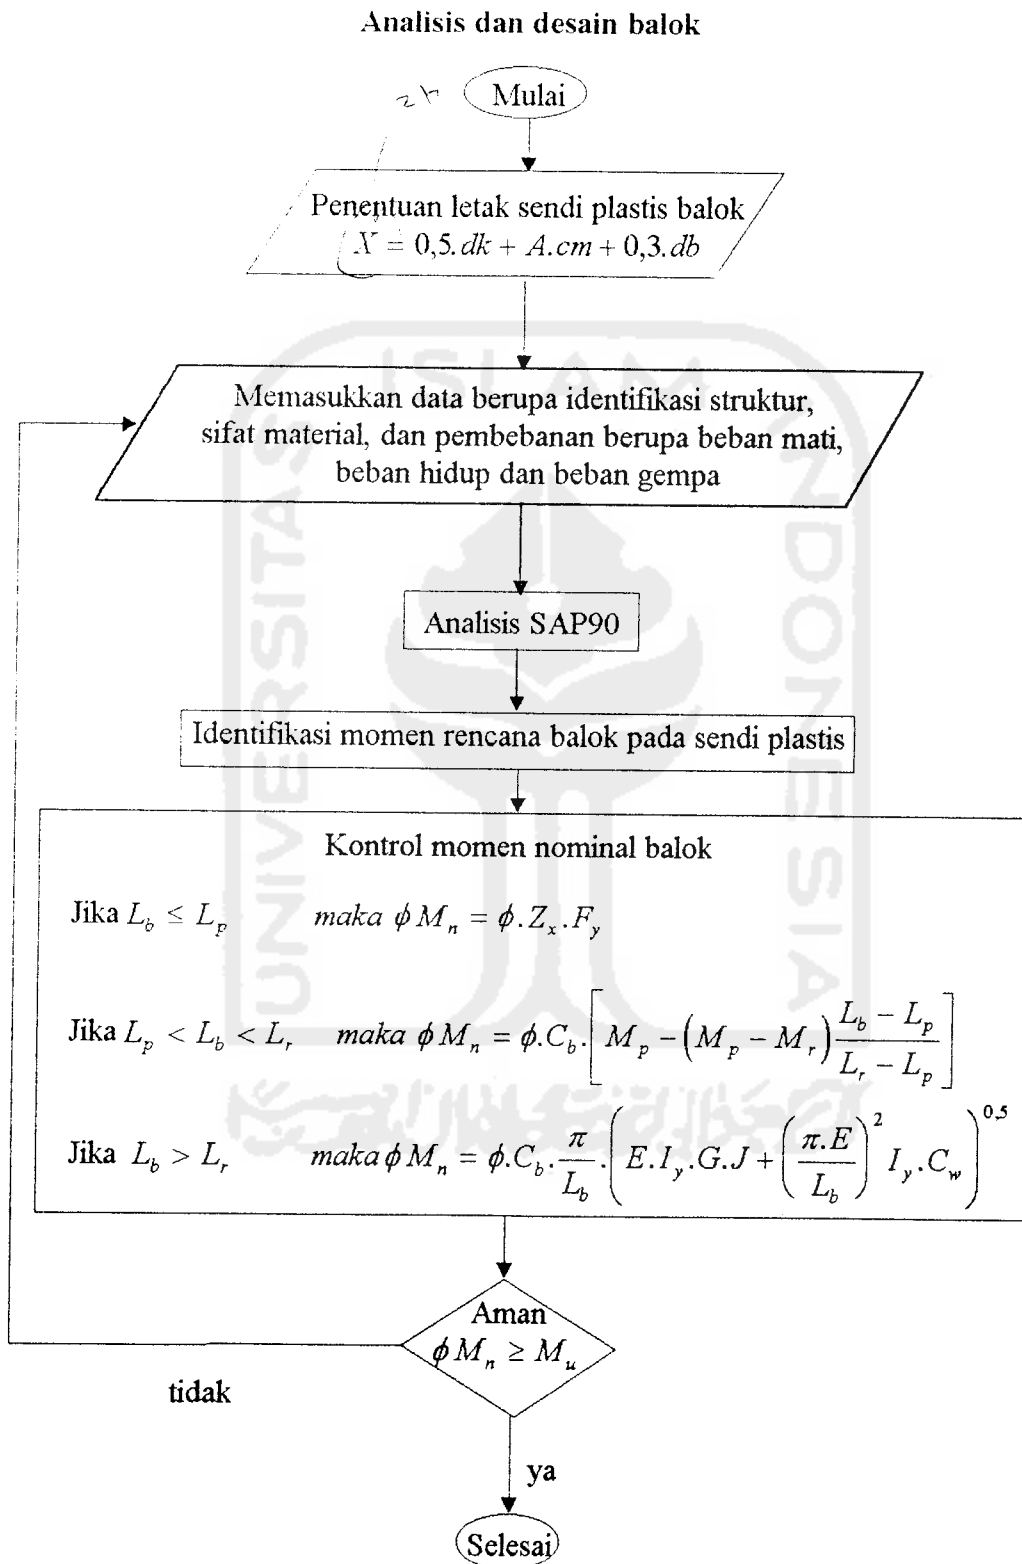 Analisis dan desain balok
Mulai
Penentuan letak sendi plastis balok
X = 0,5.dk + A.cm + 0,3.db
Memasukkan data berupa identifikasi struktur,
sifat material, dan pembebanan berupa beban mati,
beban hidup dan beban gempa
Analisis SAP90
Identifikasi momen rencana balok pada sendi plastis
Kontrol momen nominal balok
Jika L_b ≤ L_p maka ϕM_n = ϕ.Z_x.F_y
Jika L_p < L_b < L_r maka ϕM_n = ϕ.C_b.[M_p − (M_p − M_r) (L_b − L_p)/(L_r − L_p)]
Jika L_b > L_r maka ϕM_n = ϕ.C_b.π/L_b.(E.I_y.G.J + (π.E/L_b)^2 I_y.C_w)^0,5
Aman
ϕM_n ≥ M_u
tidak
ya
Selesai
UNIVERSITAS
ISLAM
INDONESIA